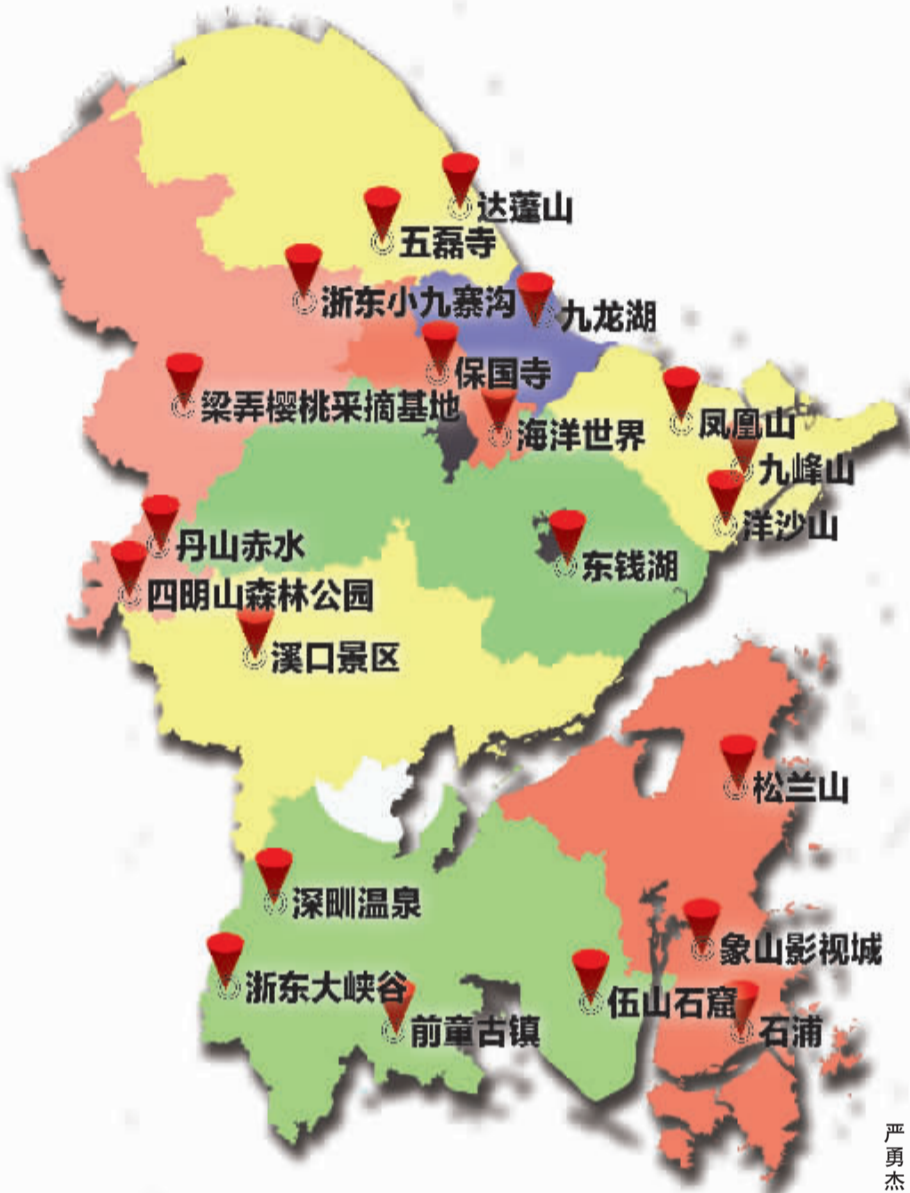 达蓬山
五磊寺
浙东小九寨沟
九龙湖
保国寺
梁弄樱桃采摘基地
凤凰山
海洋世界
九峰山
洋沙山
丹山赤水
东钱湖
四明山森林公园
溪口景区
松兰山
深甽温泉
象山影视城
浙东大峡谷
伍山石窟
前童古镇
石浦
严勇杰